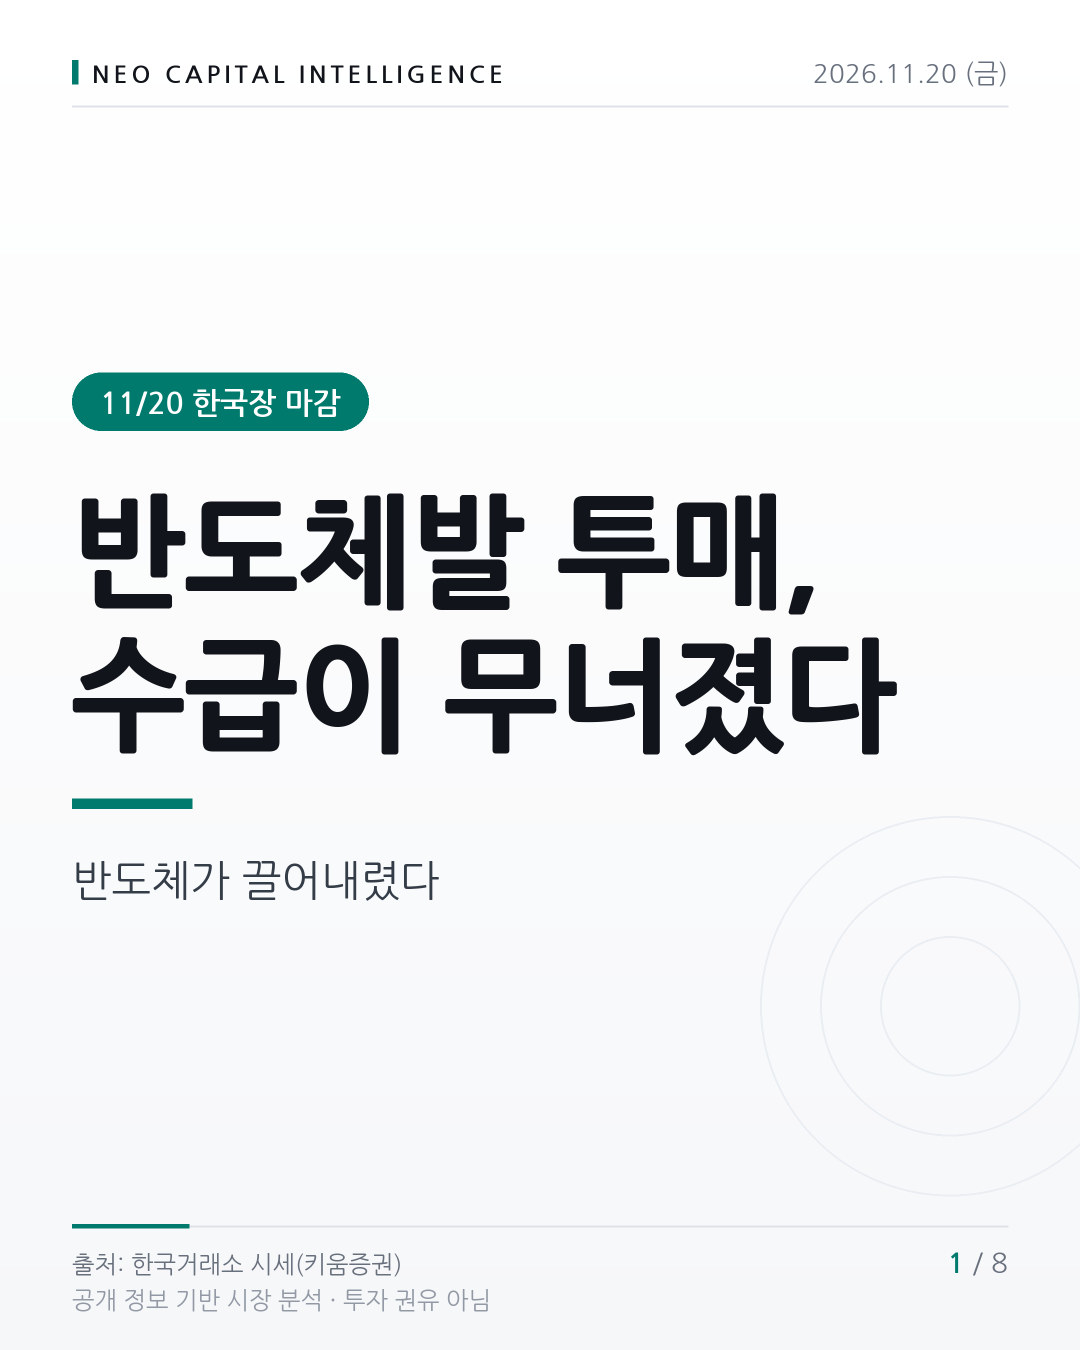 NEO CAPITAL INTELLIGENCE
2026.11.20 (금)
11/20 한국장 마감
반도체발 투매,
수급이 무너졌다
반도체가 끌어내렸다
출처: 한국거래소 시세(키움증권)
1 / 8
공개 정보 기반 시장 분석 · 투자 권유 아님